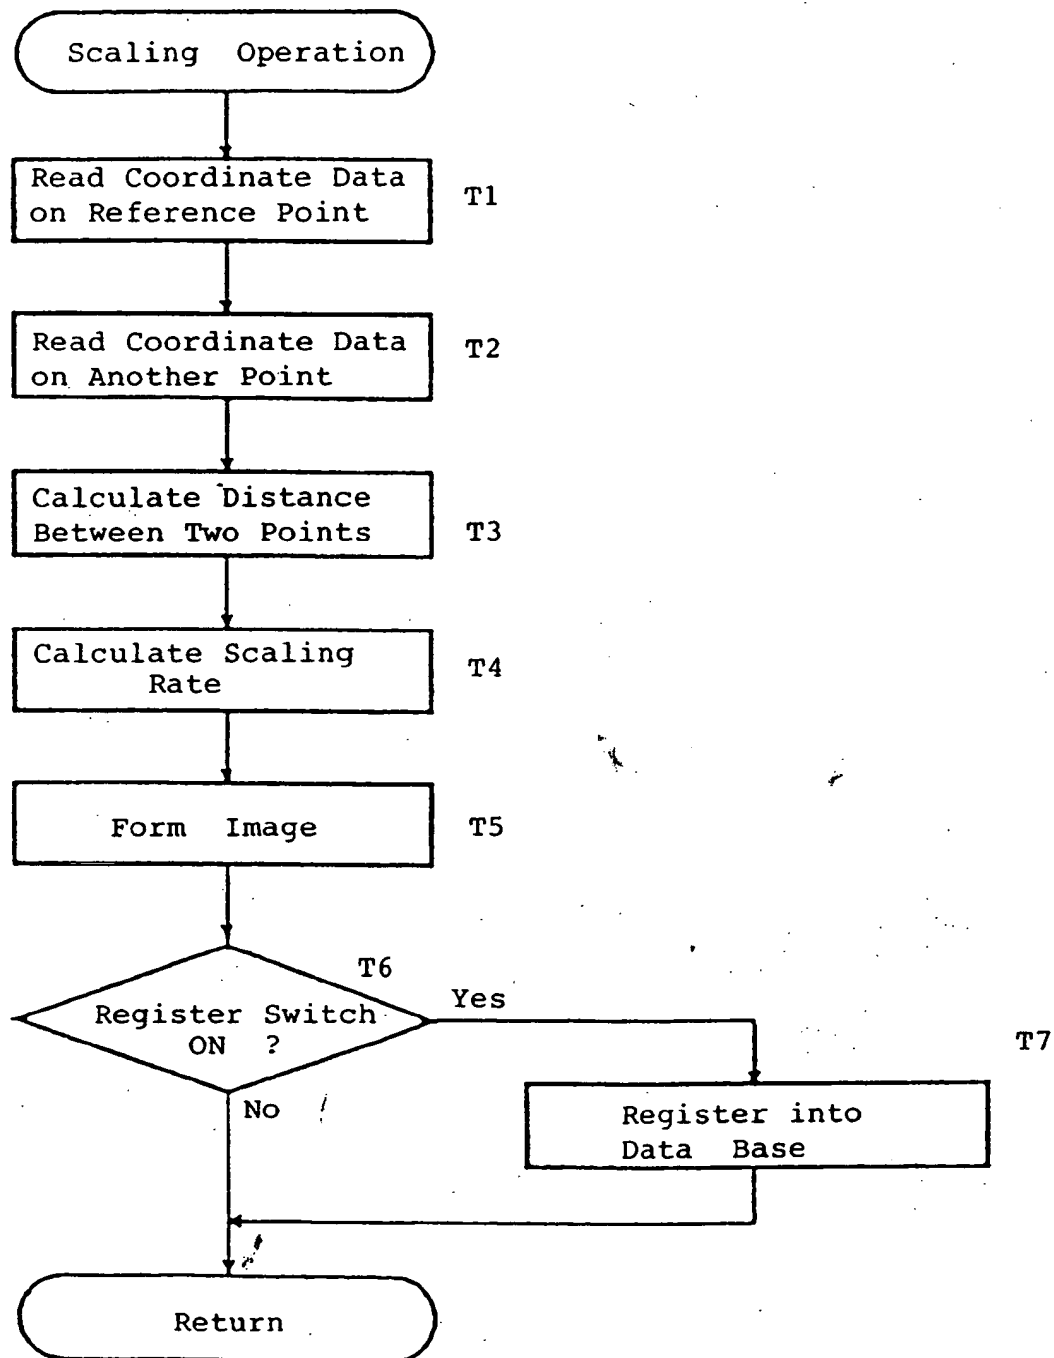 Scaling Operation
Read Coordinate Data
on Reference Point
T1
Read Coordinate Data
on Another Point
T2
Calculate Distance
Between Two Points
T3
Calculate Scaling
Rate
T4
Form Image
T5
T6
Register Switch
ON ?
Yes
No
T7
Register into
Data Base
Return